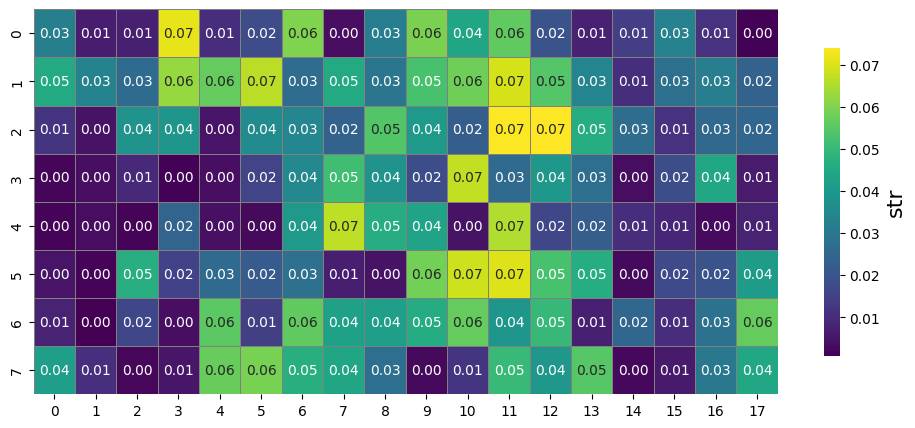 0 0.03 0.01 0.01 0.07 0.01 0.02 0.06 0.00 0.03 0.06 0.04 0.06 0.02 0.01 0.01 0.03 0.01 0.00
1 0.05 0.03 0.03 0.06 0.06 0.07 0.03 0.05 0.03 0.05 0.06 0.07 0.05 0.03 0.01 0.03 0.03 0.02
2 0.01 0.00 0.04 0.04 0.00 0.04 0.03 0.02 0.05 0.04 0.02 0.07 0.07 0.05 0.03 0.01 0.03 0.02
3 0.00 0.00 0.01 0.00 0.00 0.02 0.04 0.05 0.04 0.02 0.07 0.03 0.04 0.03 0.00 0.02 0.04 0.01
4 0.00 0.00 0.00 0.02 0.00 0.00 0.04 0.07 0.05 0.04 0.00 0.07 0.02 0.02 0.01 0.01 0.00 0.01
5 0.00 0.00 0.05 0.02 0.03 0.02 0.03 0.01 0.00 0.06 0.07 0.07 0.05 0.05 0.00 0.02 0.02 0.04
6 0.01 0.00 0.02 0.00 0.06 0.01 0.06 0.04 0.04 0.05 0.06 0.04 0.05 0.01 0.02 0.01 0.03 0.06
7 0.04 0.01 0.00 0.01 0.06 0.06 0.05 0.04 0.03 0.00 0.01 0.05 0.04 0.05 0.00 0.01 0.03 0.04
0 1 2 3 4 5 6 7 8 9 10 11 12 13 14 15 16 17
0.07
0.06
0.05
0.04
0.03
0.02
0.01
str